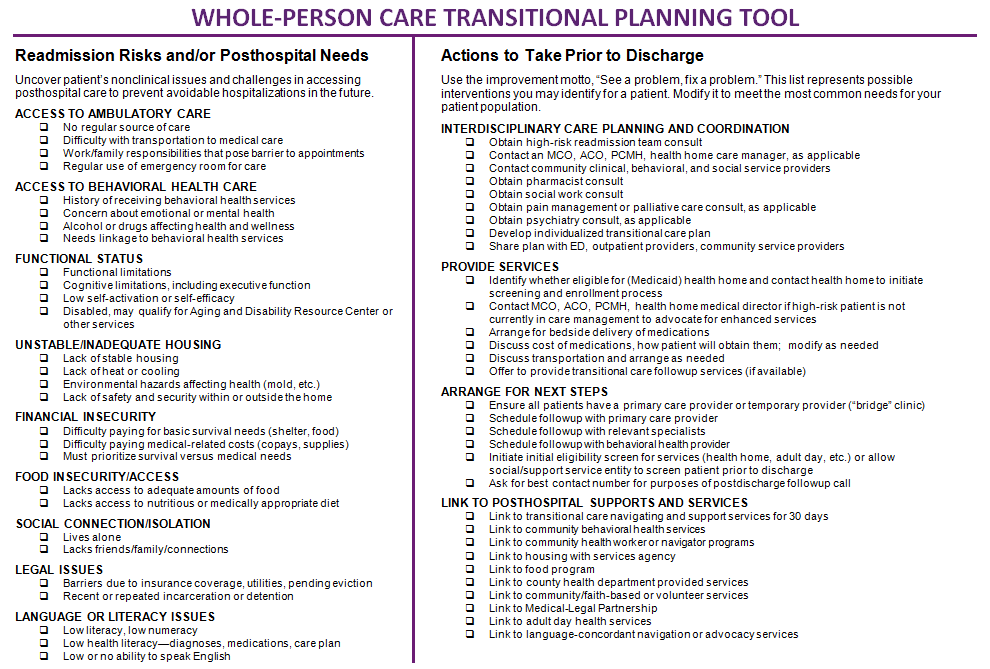 WHOLE-PERSON CARE TRANSITIONAL PLANNING TOOL
Readmission Risks and/or Posthospital Needs
Uncover patient's nonclinical issues and challenges in accessing
posthospital care to prevent avoidable hospitalizations in the future.
ACCESS TO AMBULATORY CARE
❑ No regular source of care
❑ Difficulty with transportation to medical care
❑ Work/family responsibilities that pose barrier to appointments
❑ Regular use of emergency room for care
ACCESS TO BEHAVIORAL HEALTH CARE
❑ History of receiving behavioral health services
❑ Concern about emotional or mental health
❑ Alcohol or drugs affecting health and wellness
❑ Needs linkage to behavioral health services
FUNCTIONAL STATUS
❑ Functional limitations
❑ Cognitive limitations, including executive function
❑ Low self-activation or self-efficacy
❑ Disabled, may qualify for Aging and Disability Resource Center or
other services
UNSTABLE/INADEQUATE HOUSING
❑ Lack of stable housing
❑ Lack of heat or cooling
❑ Environmental hazards affecting health (mold, etc.)
❑ Lack of safety and security within or outside the home
FINANCIAL INSECURITY
❑ Difficulty paying for basic survival needs (shelter, food)
❑ Difficulty paying medical-related costs (copays, supplies)
❑ Must prioritize survival versus medical needs
FOOD INSECURITY/ACCESS
❑ Lacks access to adequate amounts of food
❑ Lacks access to nutritious or medically appropriate diet
SOCIAL CONNECTION/ISOLATION
❑ Lives alone
❑ Lacks friends/family/connections
LEGAL ISSUES
❑ Barriers due to insurance coverage, utilities, pending eviction
❑ Recent or repeated incarceration or detention
LANGUAGE OR LITERACY ISSUES
❑ Low literacy, low numeracy
❑ Low health literacy—diagnoses, medications, care plan
❑ Low or no ability to speak English
Actions to Take Prior to Discharge
Use the improvement motto, "See a problem, fix a problem." This list represents possible
interventions you may identify for a patient. Modify it to meet the most common needs for your
patient population.
INTERDISCIPLINARY CARE PLANNING AND COORDINATION
❑ Obtain high-risk readmission team consult
❑ Contact an MCO, ACO, PCMH, health home care manager, as applicable
❑ Contact community clinical, behavioral, and social service providers
❑ Obtain pharmacist consult
❑ Obtain social work consult
❑ Obtain pain management or palliative care consult, as applicable
❑ Obtain psychiatry consult, as applicable
❑ Develop individualized transitional care plan
❑ Share plan with ED, outpatient providers, community service providers
PROVIDE SERVICES
❑ Identify whether eligible for (Medicaid) health home and contact health home to initiate
screening and enrollment process
❑ Contact MCO, ACO, PCMH, health home medical director if high-risk patient is not
currently in care management to advocate for enhanced services
❑ Arrange for bedside delivery of medications
❑ Discuss cost of medications, how patient will obtain them; modify as needed
❑ Discuss transportation and arrange as needed
❑ Offer to provide transitional care followup services (if available)
ARRANGE FOR NEXT STEPS
❑ Ensure all patients have a primary care provider or temporary provider ("bridge" clinic)
❑ Schedule followup with primary care provider
❑ Schedule followup with relevant specialists
❑ Schedule followup with behavioral health provider
❑ Initiate initial eligibility screen for services (health home, adult day, etc.) or allow
social/support service entity to screen patient prior to discharge
❑ Ask for best contact number for purposes of postdischarge followup call
LINK TO POSTHOSPITAL SUPPORTS AND SERVICES
❑ Link to transitional care navigating and support services for 30 days
❑ Link to community behavioral health services
❑ Link to community health worker or navigator programs
❑ Link to housing with services agency
❑ Link to food program
❑ Link to county health department provided services
❑ Link to community/faith-based or volunteer services
❑ Link to Medical-Legal Partnership
❑ Link to adult day health services
❑ Link to language-concordant navigation or advocacy services